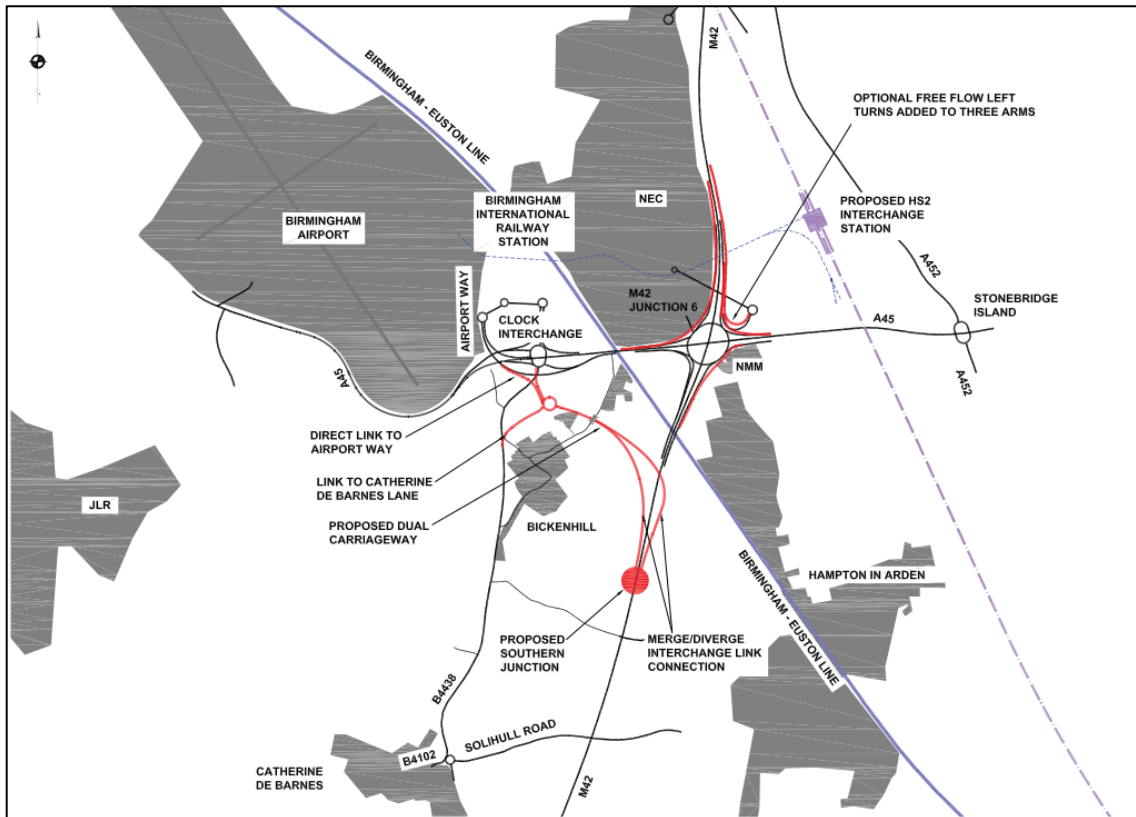 M42
BIRMINGHAM - EUSTON LINE
OPTIONAL FREE FLOW LEFT
TURNS ADDED TO THREE ARMS
NEC
BIRMINGHAM
INTERNATIONAL
RAILWAY
STATION
PROPOSED HS2
INTERCHANGE
STATION
BIRMINGHAM
AIRPORT
A452
AIRPORT WAY
M42
JUNCTION 6
STONEBRIDGE
ISLAND
CLOCK
INTERCHANGE
A45
A45
NMM
A452
DIRECT LINK TO
AIRPORT WAY
LINK TO CATHERINE
DE BARNES LANE
JLR
PROPOSED DUAL
CARRIAGEWAY
BICKENHILL
HAMPTON IN ARDEN
PROPOSED
SOUTHERN
JUNCTION
MERGE/DIVERGE
INTERCHANGE LINK
CONNECTION
BIRMINGHAM - EUSTON LINE
B4438
SOLIHULL ROAD
B4102
CATHERINE
DE BARNES
M42